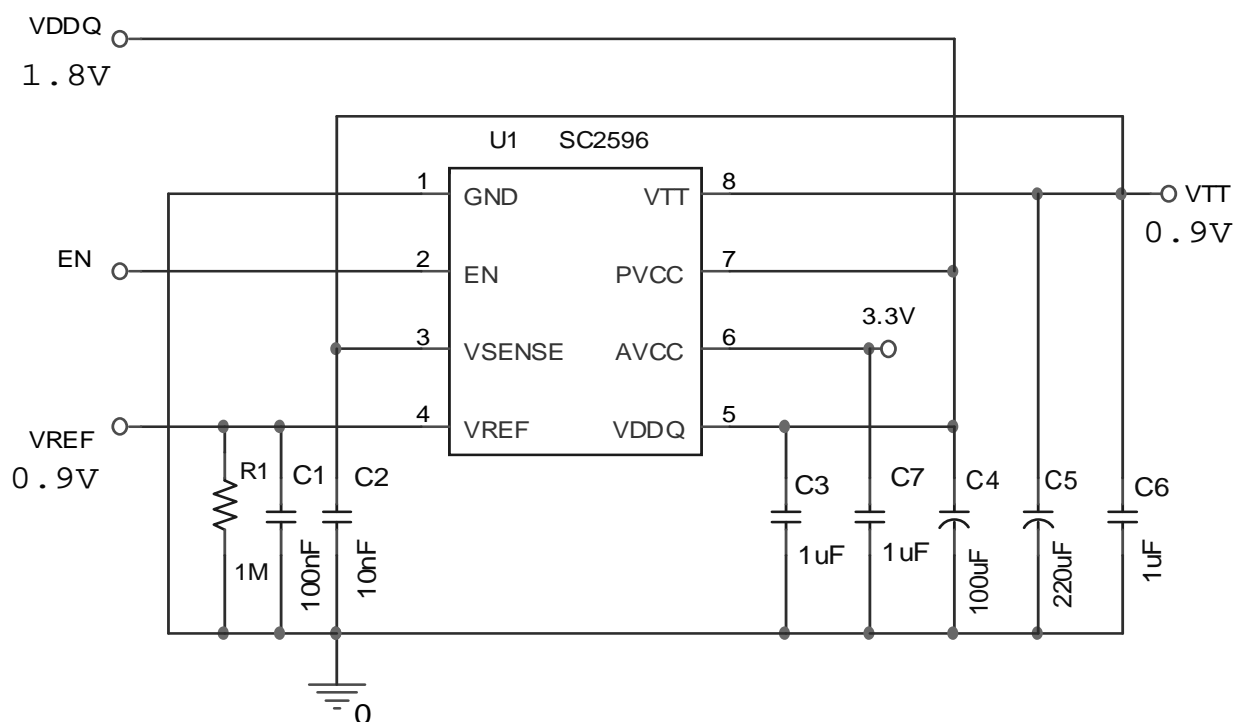 VDDQ
1.8V
U1 SC2596
1 GND VTT 8
VTT
0.9V
EN
2 EN PVCC 7
3.3V
3 VSENSE AVCC 6
4 VREF VDDQ 5
VREF
0.9V
R1 C1 C2
C3 C7 C4 C5 C6
1M 100nF 10nF
1uF 1uF 100uF 220uF 1uF
0